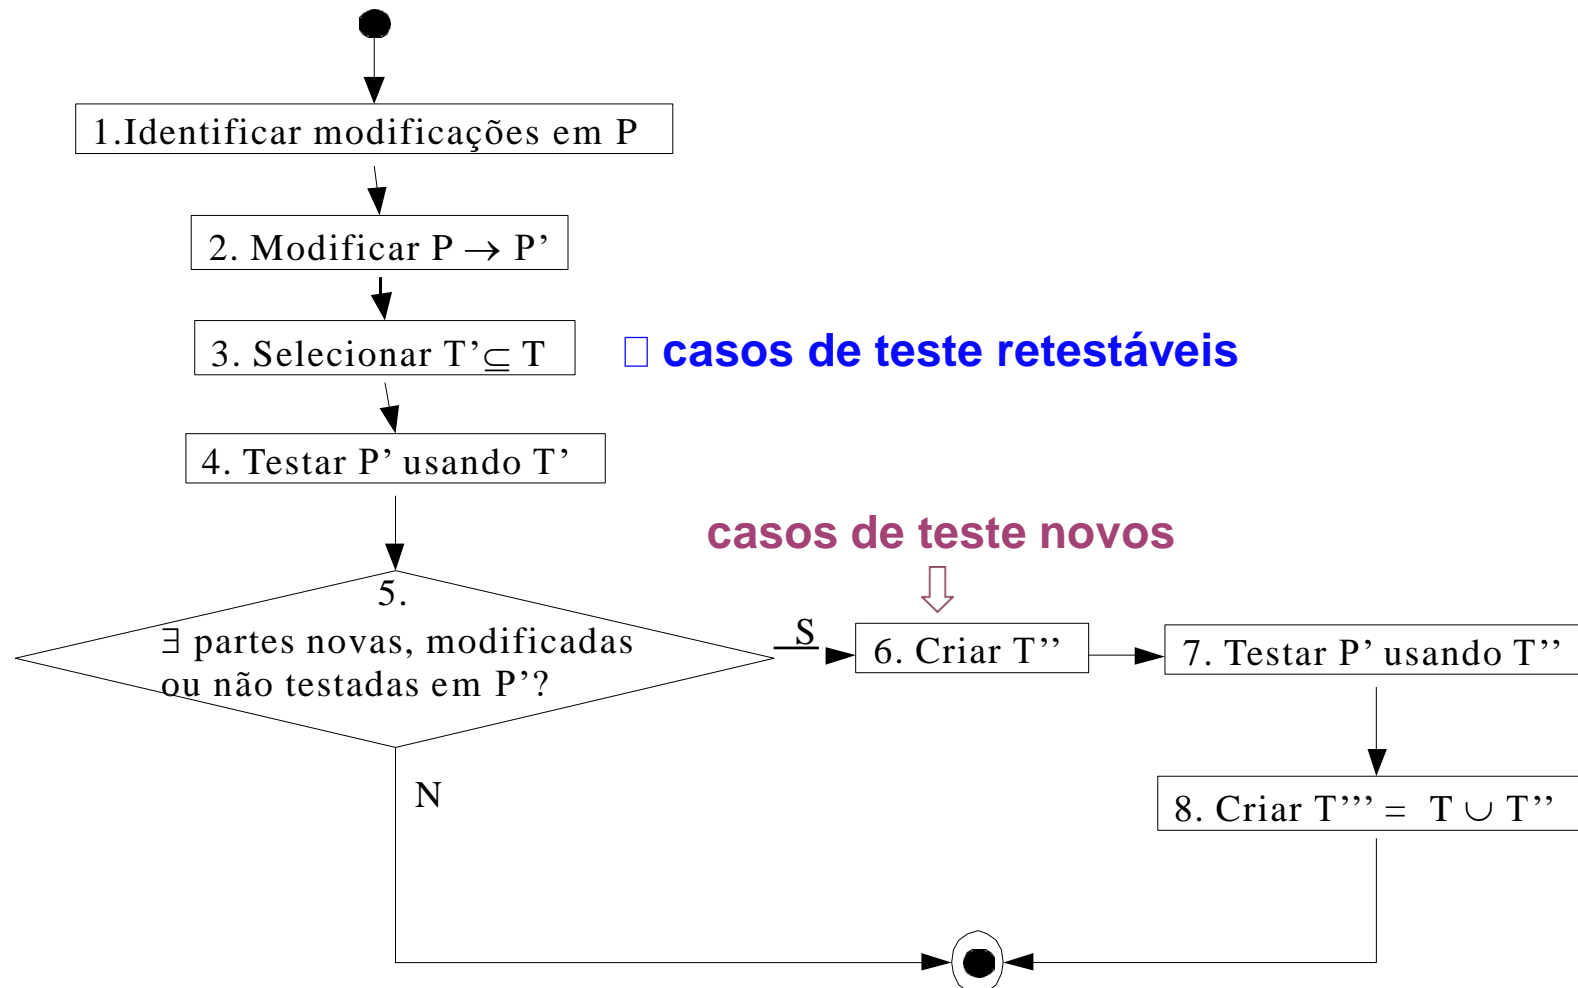 1.Identificar modificações em P
2. Modificar P → P’
3. Selecionar T’⊆ T
□ casos de teste retestáveis
4. Testar P’ usando T’
casos de teste novos
5.
∃ partes novas, modificadas
ou não testadas em P’?
S
6. Criar T’’
7. Testar P’ usando T’’
N
8. Criar T’’’ = T ∪ T’’